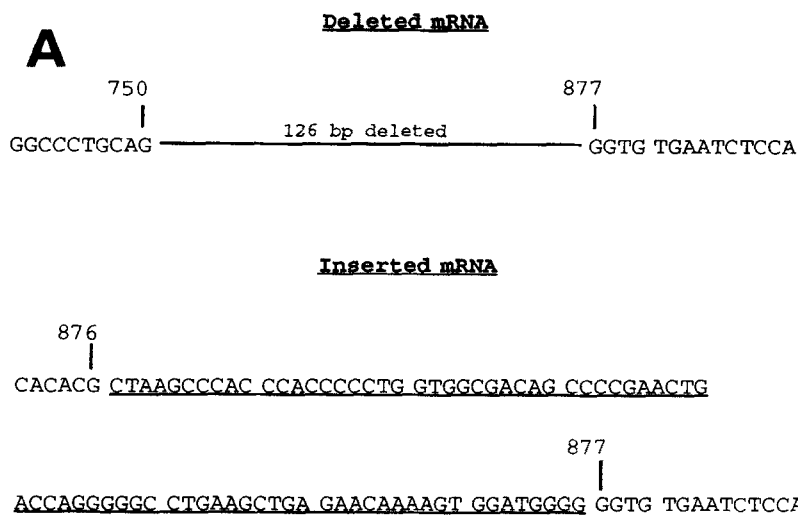 Deleted mRNA
A
750 877
GGCCCTGCAG 126 bp deleted GGTG TGAATCTCCA
Inserted mRNA
876
CACACG CTAAGCCCAC CCACCCCCTG GTGGCGACAG CCCCGAACTG
877
ACCAGGGGGC CTGAAGCTGA GAACAAAAGT GGATGGGG GGTG TGAATCTCCA